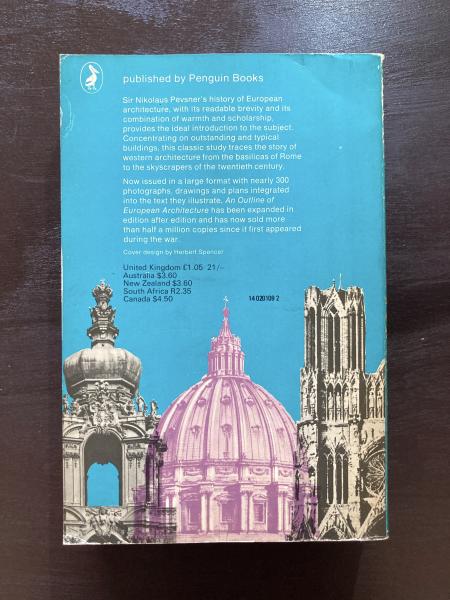 published by Penguin Books
Sir Nikolaus Pevsner's history of European
architecture, with its readable brevity and its
combination of warmth and scholarship,
provides the ideal introduction to the subject.
Concentrating on outstanding and typical
buildings, this classic study traces the story of
western architecture from the basilicas of Rome
to the skyscrapers of the twentieth century.
Now issued in a large format with nearly 300
photographs, drawings and plans integrated
into the text they illustrate. An Outline of
European Architecture has been expanded in
edition after edition and has now sold more
than half a million copies since it first appeared
during the war.
Cover design by Herbert Spencer
United Kingdom £1.05 21/-
Australia $3.60
New Zealand $3.60
South Africa R2.35
Canada $4.50
14 020109 2